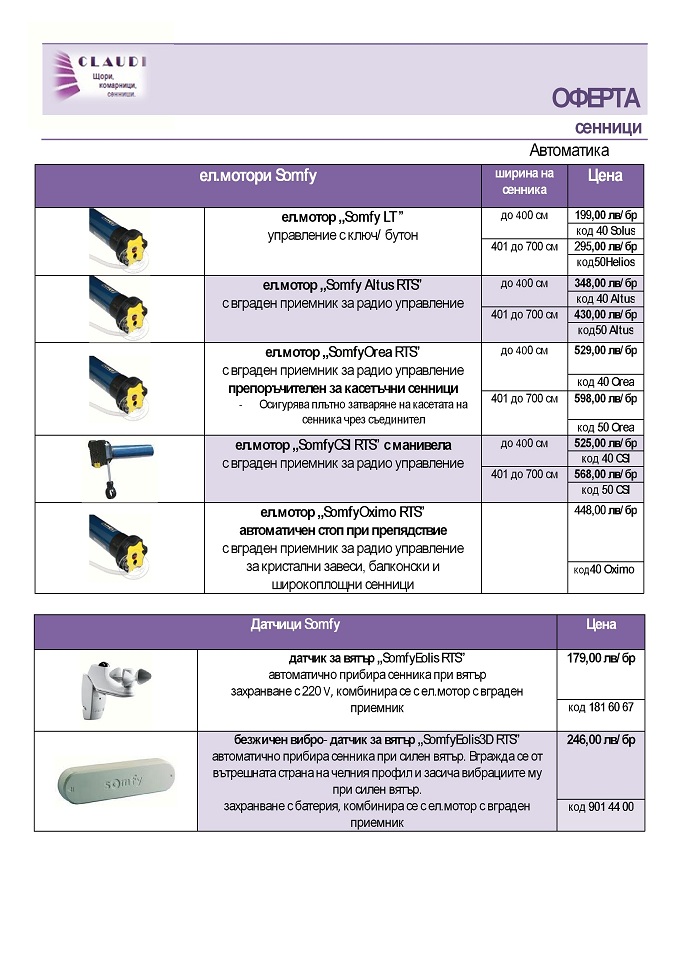 CLAUDI
Щори,
комарници,
сенници.
ОФЕРТА
сенници
Автоматика
ел.мотори Somfy
ширина на
сенника
Цена
ел.мотор „Somfy LT”
управление с ключ/ бутон
до 400 см
199,00 лв/ бр
код 40 Solus
401 до 700 см
295,00 лв/ бр
код50Helios
ел.мотор „Somfy Altus RTS”
с вграден приемник за радио управление
до 400 см
348,00 лв/ бр
код 40 Altus
401 до 700 см
430,00 лв/ бр
код50 Altus
ел.мотор „SomfyOrea RTS”
с вграден приемник за радио управление
препоръчителен за касетъчни сенници
- Осигурява плътно затваряне на касетата на
сенника чрез съединител
до 400 см
529,00 лв/ бр
код 40 Orea
401 до 700 см
598,00 лв/ бр
код 50 Orea
ел.мотор „SomfyCSI RTS” с манивела
с вграден приемник за радио управление
до 400 см
525,00 лв/ бр
код 40 CSI
401 до 700 см
568,00 лв/ бр
код 50 CSI
ел.мотор „SomfyOximo RTS”
автоматичен стоп при препядствие
с вграден приемник за радио управление
за кристални завеси, балконски и
широкоплощни сенници
448,00 лв/ бр
код40 Oximo
Датчици Somfy
Цена
датчик за вятър „SomfyEolis RTS”
автоматично прибира сенника при вятър
захранване с 220 V, комбинира се с ел.мотор с вграден
приемник
179,00 лв/ бр
код 181 60 67
somfy
безжичен вибро- датчик за вятър „SomfyEolis3D RTS”
автоматично прибира сенника при силен вятър. Вгражда се от
вътрешната страна на челния профил и засича вибрациите му
при силен вятър.
захранване с батерия, комбинира се с ел.мотор с вграден
приемник
246,00 лв/ бр
код 901 44 00